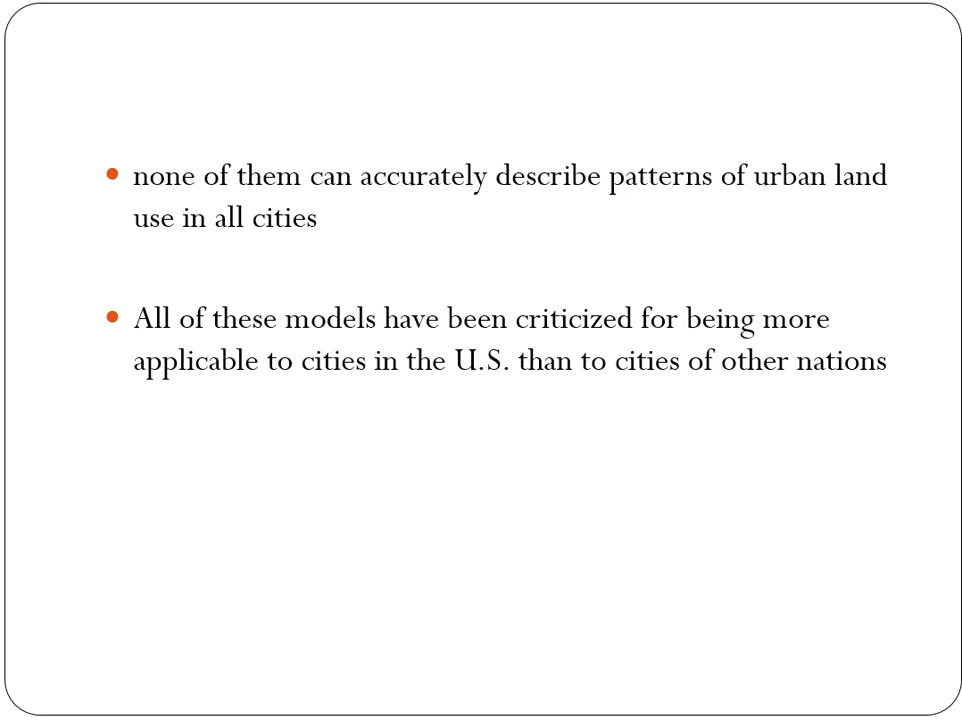 none of them can accurately describe patterns of urban land
use in all cities
All of these models have been criticized for being more
applicable to cities in the U.S. than to cities of other nations